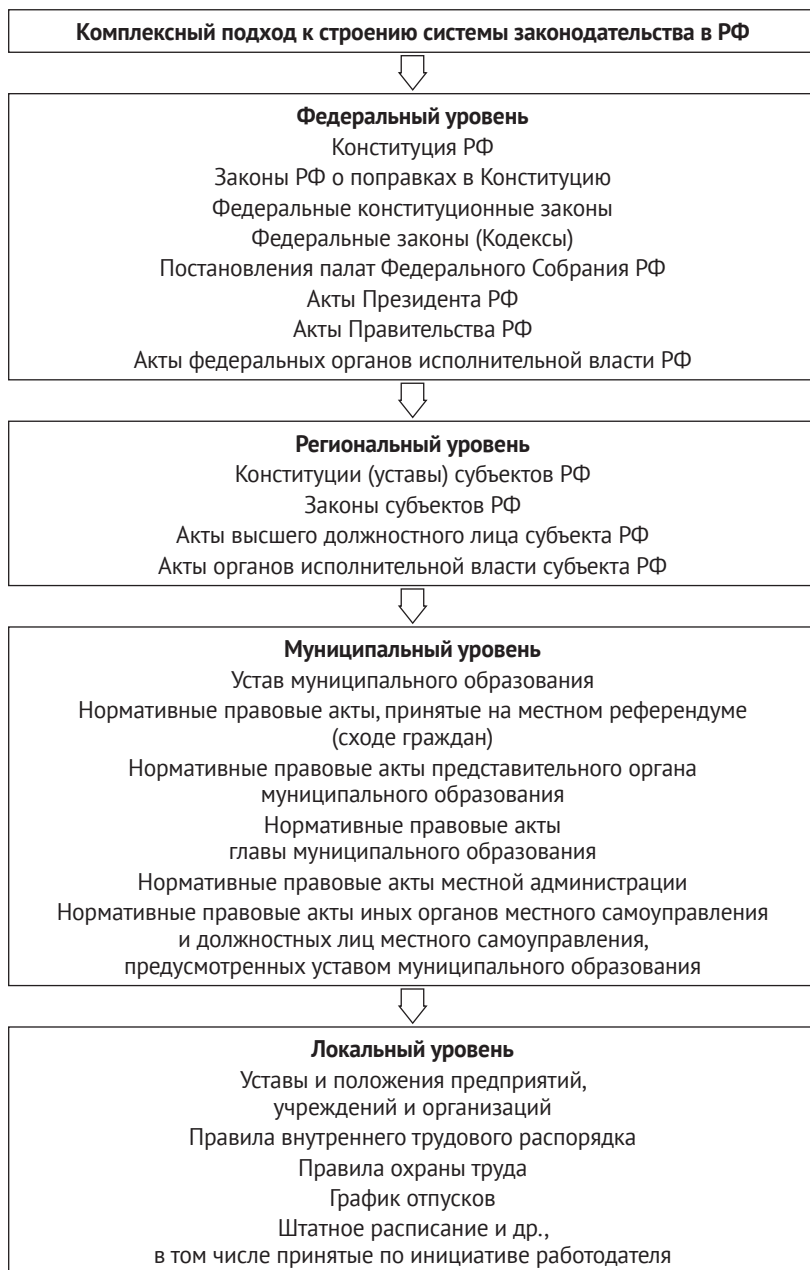 Комплексный подход к строению системы законодательства в РФ
Федеральный уровень
Конституция РФ
Законы РФ о поправках в Конституцию
Федеральные конституционные законы
Федеральные законы (Кодексы)
Постановления палат Федерального Собрания РФ
Акты Президента РФ
Акты Правительства РФ
Акты федеральных органов исполнительной власти РФ
Региональный уровень
Конституции (уставы) субъектов РФ
Законы субъектов РФ
Акты высшего должностного лица субъекта РФ
Акты органов исполнительной власти субъекта РФ
Муниципальный уровень
Устав муниципального образования
Нормативные правовые акты, принятые на местном референдуме
(сходе граждан)
Нормативные правовые акты представительного органа
муниципального образования
Нормативные правовые акты
главы муниципального образования
Нормативные правовые акты местной администрации
Нормативные правовые акты иных органов местного самоуправления
и должностных лиц местного самоуправления,
предусмотренных уставом муниципального образования
Локальный уровень
Уставы и положения предприятий,
учреждений и организаций
Правила внутреннего трудового распорядка
Правила охраны труда
График отпусков
Штатное расписание и др.,
в том числе принятые по инициативе работодателя